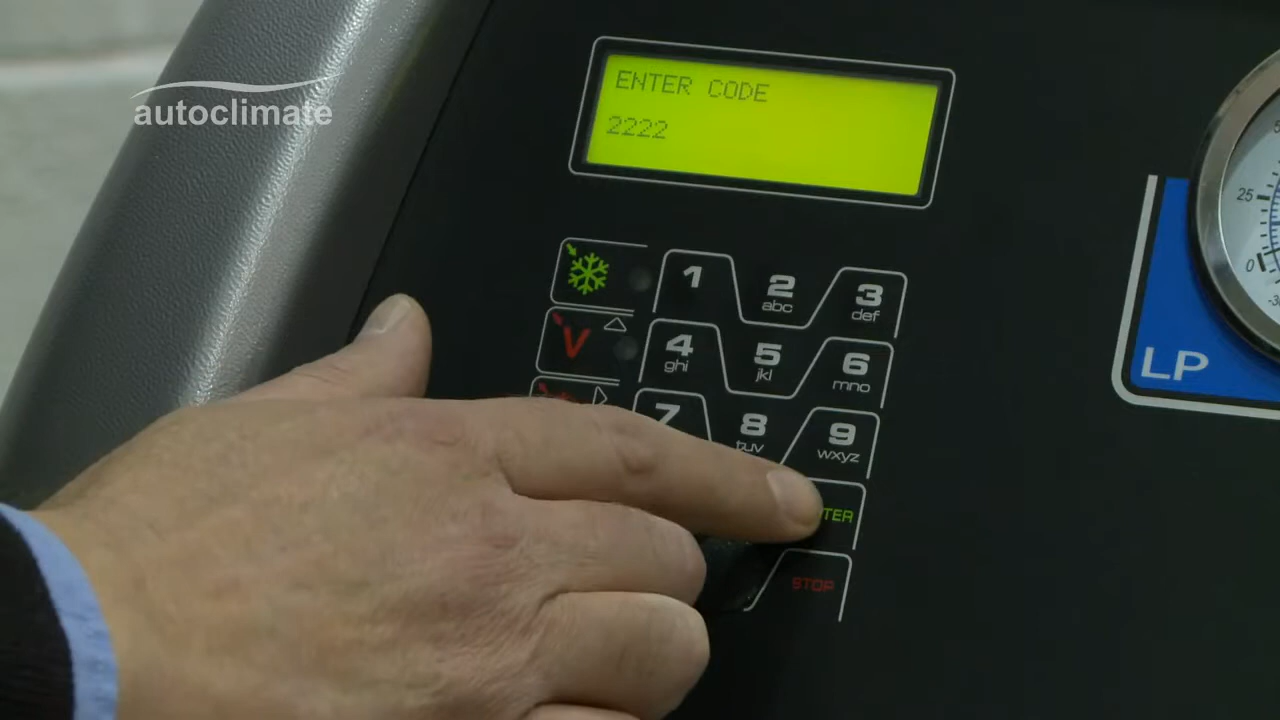 autoclimate
ENTER CODE
2222
1
2
abc
3
def
V
4
ghi
5
jkl
6
mno
7
8
tuv
9
wxyz
STOP
25
0
LP